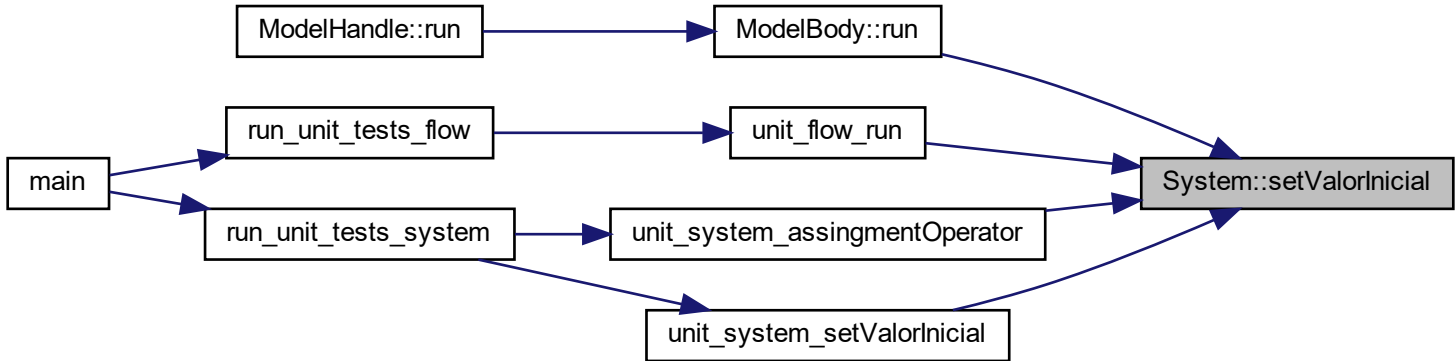 ModelHandle::run
ModelBody::run
run_unit_tests_flow
unit_flow_run
main
System::setValorInicial
run_unit_tests_system
unit_system_assingmentOperator
unit_system_setValorInicial